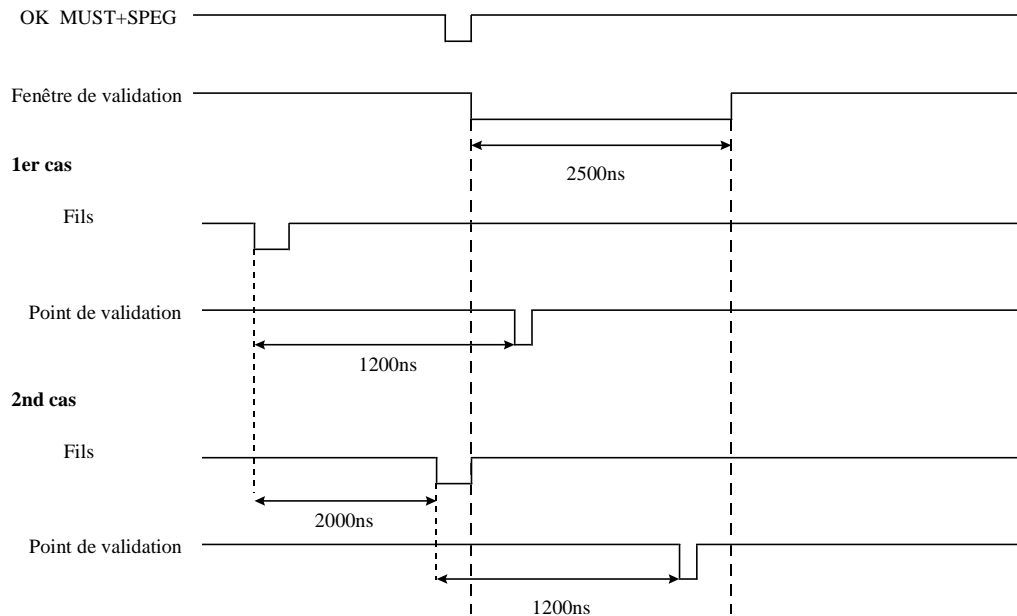 OK MUST+SPEG
Fenêtre de validation
2500ns
1er cas
Fils
Point de validation
1200ns
2nd cas
Fils
2000ns
Point de validation
1200ns